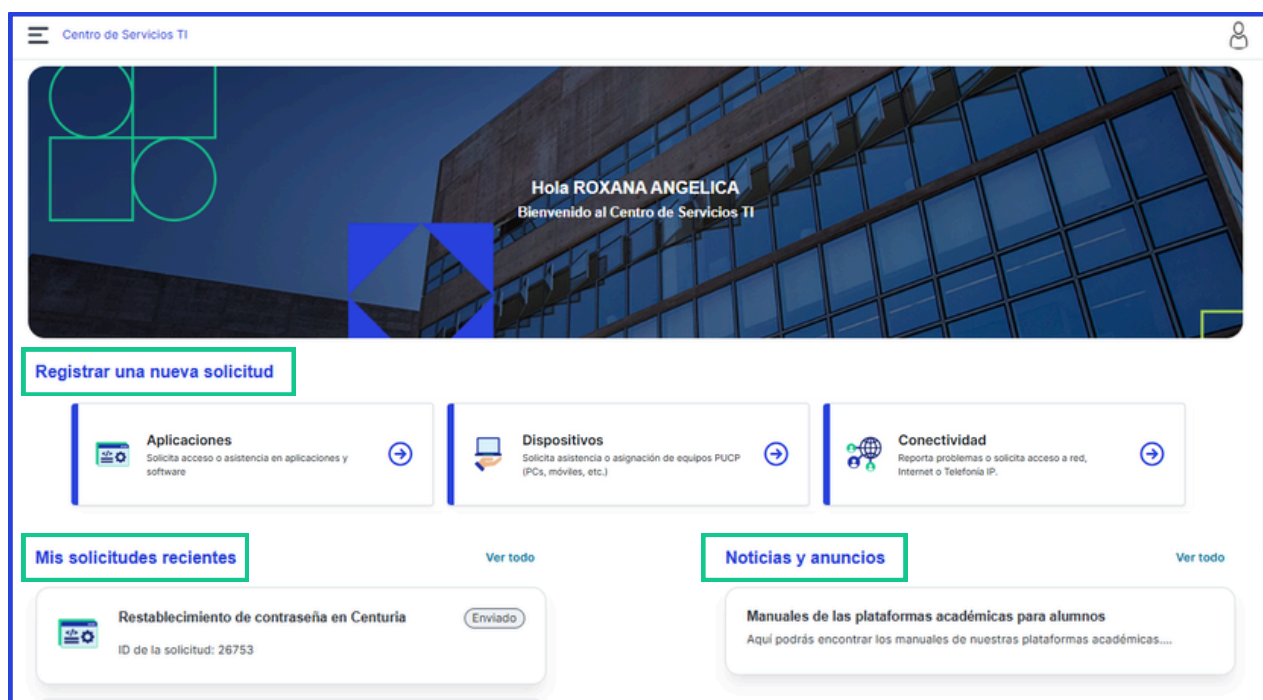 Centro de Servicios TI
Hola ROXANA ANGELICA
Bienvenido al Centro de Servicios TI
Registrar una nueva solicitud
Aplicaciones
Solicita acceso o asistencia en aplicaciones y
software
Dispositivos
Solicita asistencia o asignación de equipos PUCP
(PCs, móviles, etc.)
Conectividad
Reporta problemas o solicita acceso a red,
Internet o Telefonía IP.
Mis solicitudes recientes
Ver todo
Restablecimiento de contraseña en Centuria
Enviado
ID de la solicitud: 26753
Noticias y anuncios
Ver todo
Manuales de las plataformas académicas para alumnos
Aquí podrás encontrar los manuales de nuestras plataformas académicas....